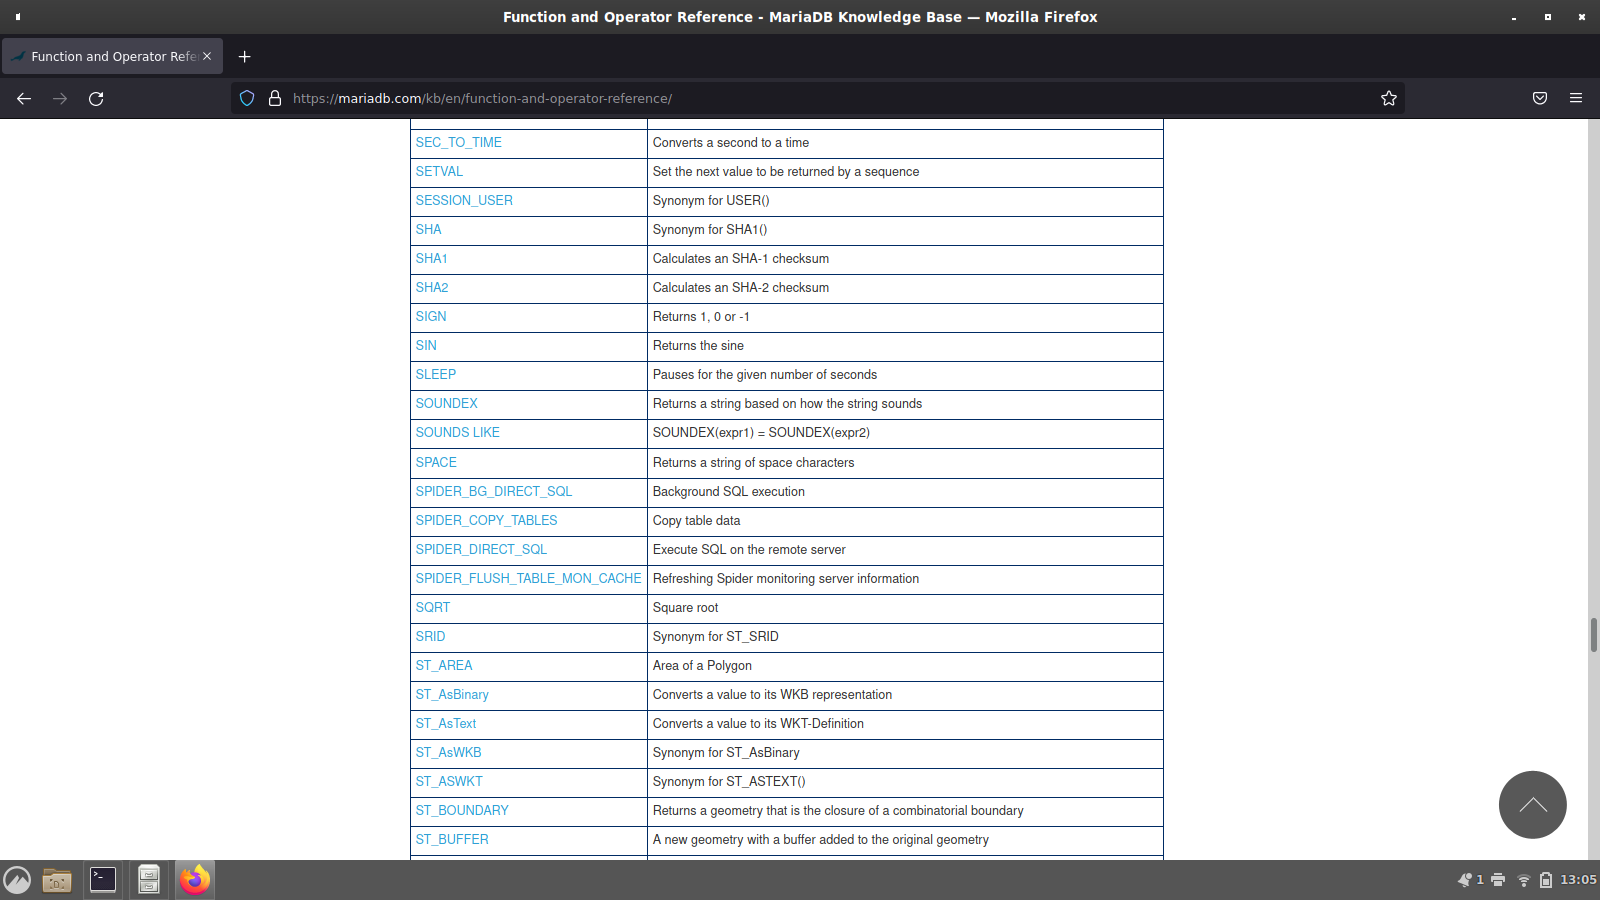 Function and Operator Reference - MariaDB Knowledge Base — Mozilla Firefox
Function and Operator Refe
https://mariadb.com/kb/en/function-and-operator-reference/
SEC_TO_TIME Converts a second to a time
SETVAL Set the next value to be returned by a sequence
SESSION_USER Synonym for USER()
SHA Synonym for SHA1()
SHA1 Calculates an SHA-1 checksum
SHA2 Calculates an SHA-2 checksum
SIGN Returns 1, 0 or -1
SIN Returns the sine
SLEEP Pauses for the given number of seconds
SOUNDEX Returns a string based on how the string sounds
SOUNDS LIKE SOUNDEX(expr1) = SOUNDEX(expr2)
SPACE Returns a string of space characters
SPIDER_BG_DIRECT_SQL Background SQL execution
SPIDER_COPY_TABLES Copy table data
SPIDER_DIRECT_SQL Execute SQL on the remote server
SPIDER_FLUSH_TABLE_MON_CACHE Refreshing Spider monitoring server information
SQRT Square root
SRID Synonym for ST_SRID
ST_AREA Area of a Polygon
ST_AsBinary Converts a value to its WKB representation
ST_AsText Converts a value to its WKT-Definition
ST_AsWKB Synonym for ST_AsBinary
ST_ASWKT Synonym for ST_ASTEXT()
ST_BOUNDARY Returns a geometry that is the closure of a combinatorial boundary
ST_BUFFER A new geometry with a buffer added to the original geometry
1 13:05